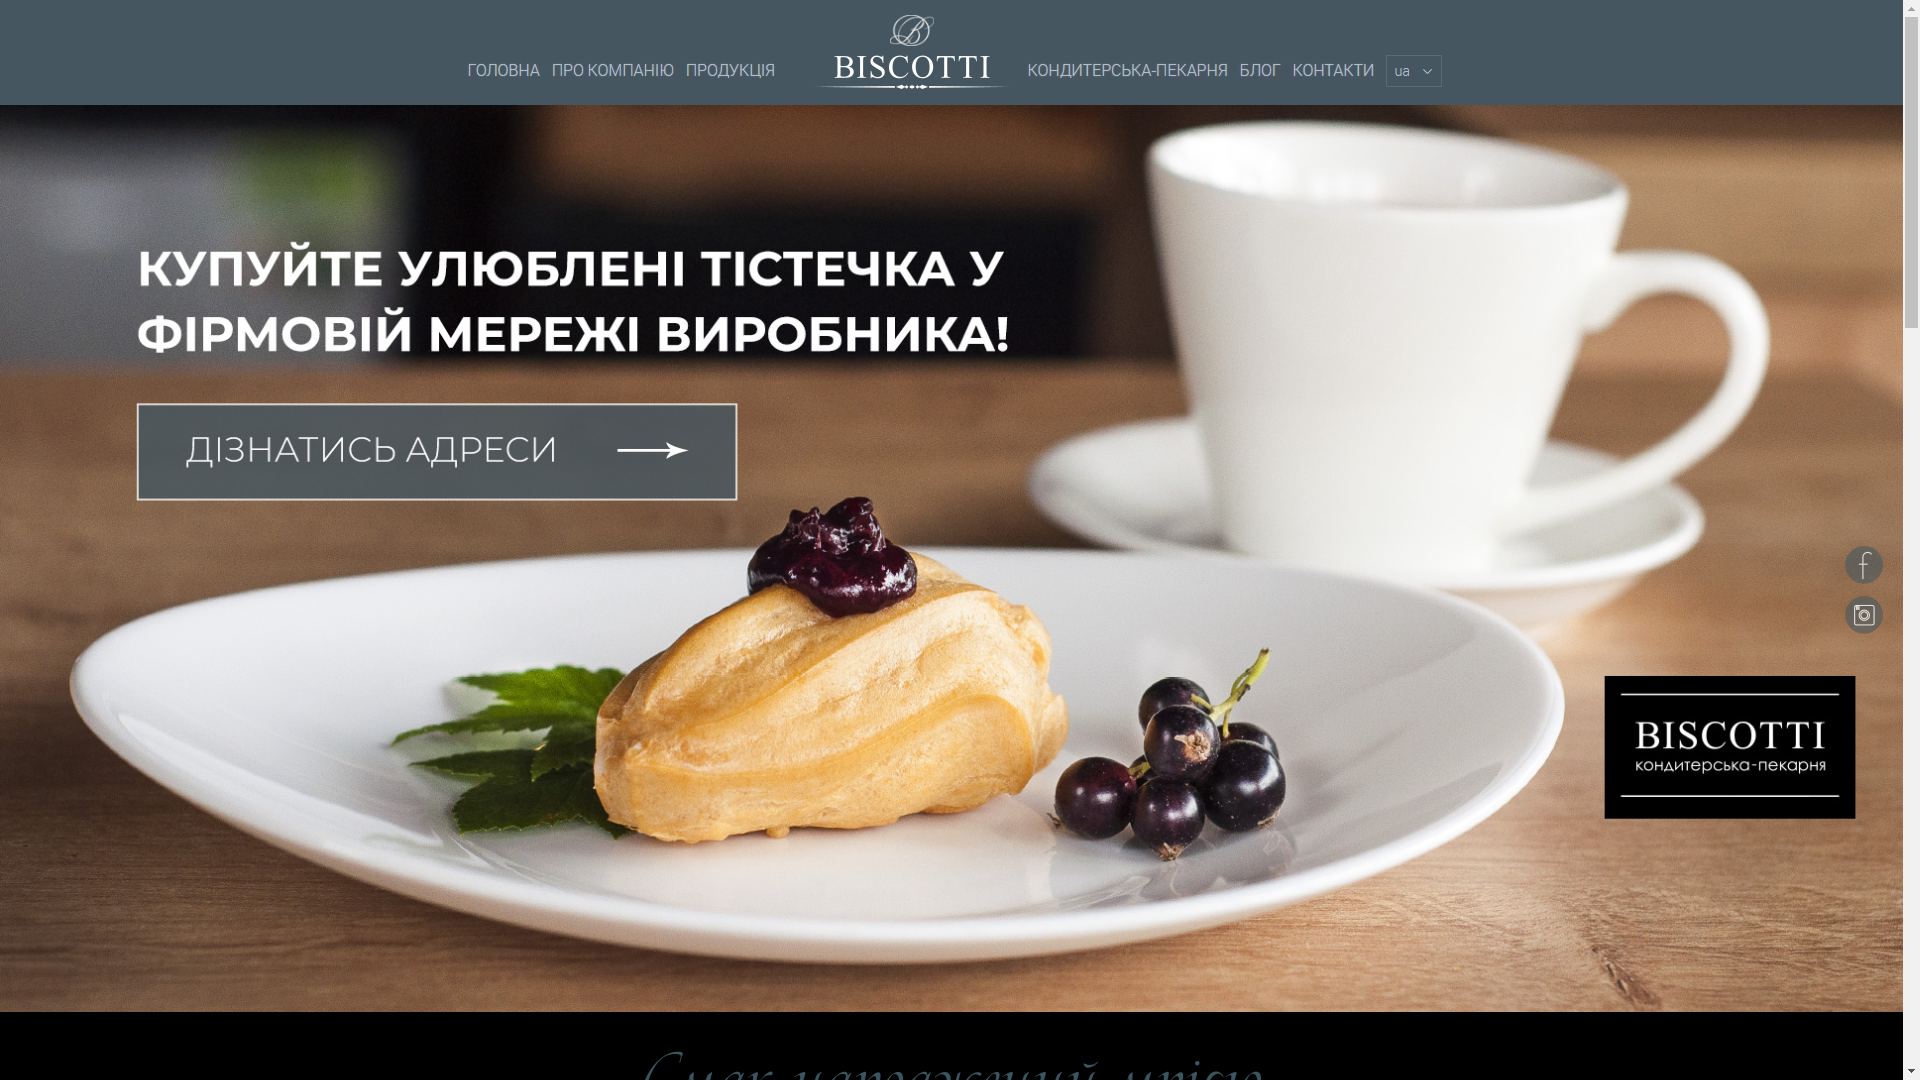 ГОЛОВНА ПРО КОМПАНІЮ ПРОДУКЦІЯ
B
BISCOTTI
КОНДИТЕРСЬКА-ПЕКАРНЯ БЛОГ КОНТАКТИ ua
КУПУЙТЕ УЛЮБЛЕНІ ТІСТЕЧКА У
ФІРМОВІЙ МЕРЕЖІ ВИРОБНИКА!
ДІЗНАТИСЬ АДРЕСИ
f
BISCOTTI
кондитерська-пекарня